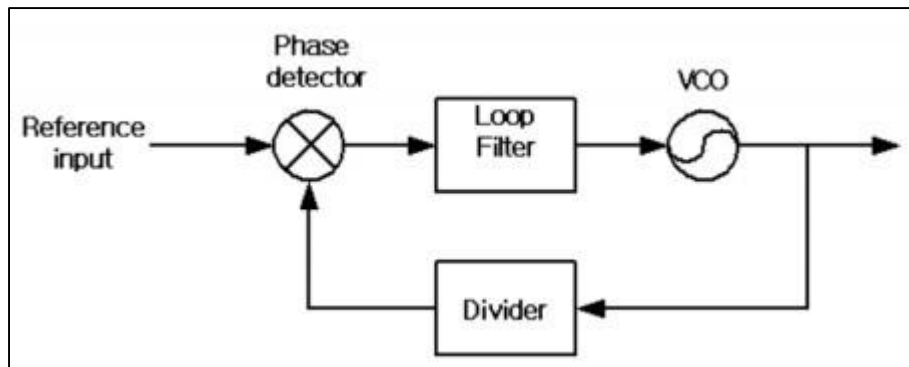 Phase
detector
VCO
Reference
input
Loop
Filter
Divider